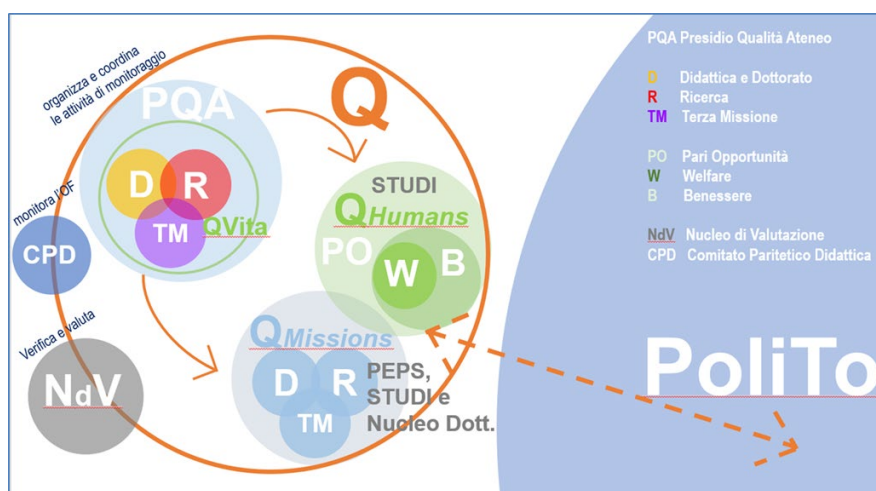 organizza e coordina
le attività di monitoraggio
PQA
Q
D
R
TM
QVita
monitora l'OF
CPD
Verifica e valuta
NdV
STUDI
QHumans
PO
W
B
QMissions
D
R
TM
PEPS,
STUDI e
Nucleo Dott.
PQA Presidio Qualità Ateneo
D Didattica e Dottorato
R Ricerca
TM Terza Missione
PO Pari Opportunità
W Welfare
B Benessere
NdV Nucleo di Valutazione
CPD Comitato Paritetico Didattica
PoliTo